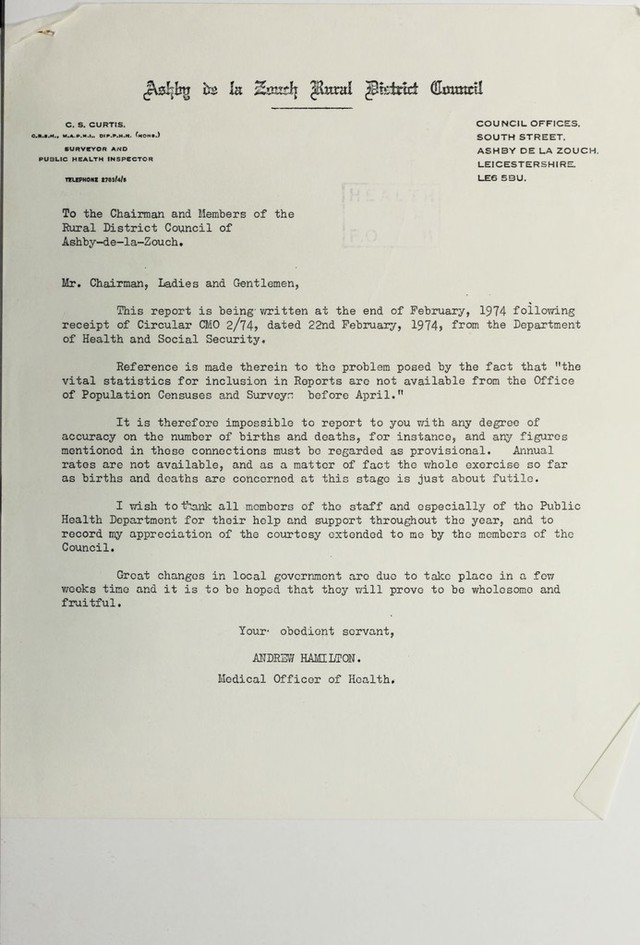 Ashby de la Zouch Rural District Council
C. S. CURTIS.
C.R.S.H., M.A.P.H.I., DIP.P.H.H. (HONS.)
SURVEYOR AND
PUBLIC HEALTH INSPECTOR
TELEPHONE 2703/4/5
COUNCIL OFFICES,
SOUTH STREET,
ASHBY DE LA ZOUCH,
LEICESTERSHIRE.
LE6 5BU.
HEALTH
To the Chairman and Members of the
Rural District Council of
Ashby-de-la-Zouch.
Mr. Chairman, Ladies and Gentlemen,
This report is being written at the end of February, 1974 following
receipt of Circular CMO 2/74, dated 22nd February, 1974, from the Department
of Health and Social Security.
Reference is made therein to the problem posed by the fact that "the
vital statistics for inclusion in Reports are not available from the Office
of Population Censuses and Surveys before April."
It is therefore impossible to report to you with any degree of
accuracy on the number of births and deaths, for instance, and any figures
mentioned in these connections must be regarded as provisional. Annual
rates are not available, and as a matter of fact the whole exercise so far
as births and deaths are concerned at this stage is just about futile.
I wish to thank all members of the staff and especially of the Public
Health Department for their help and support throughout the year, and to
record my appreciation of the courtesy extended to me by the members of the
Council.
Great changes in local government are due to take place in a few
weeks time and it is to be hoped that they will prove to be wholesome and
fruitful.
Your obedient servant,
ANDREW HAMILTON.
Medical Officer of Health.